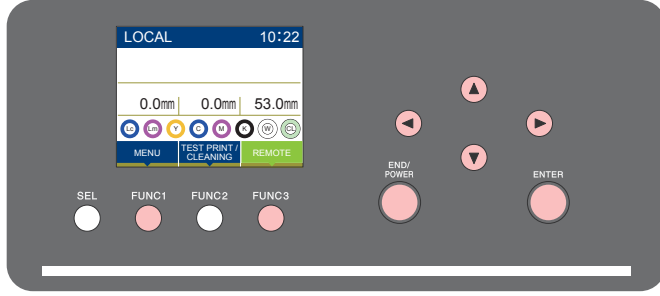 LOCAL 10:22
0.0mm 0.0mm 53.0mm
Lc Lm Y C M K W CL
MENU TEST PRINT / CLEANING REMOTE
SEL FUNC1 FUNC2 FUNC3
END/
POWER
ENTER